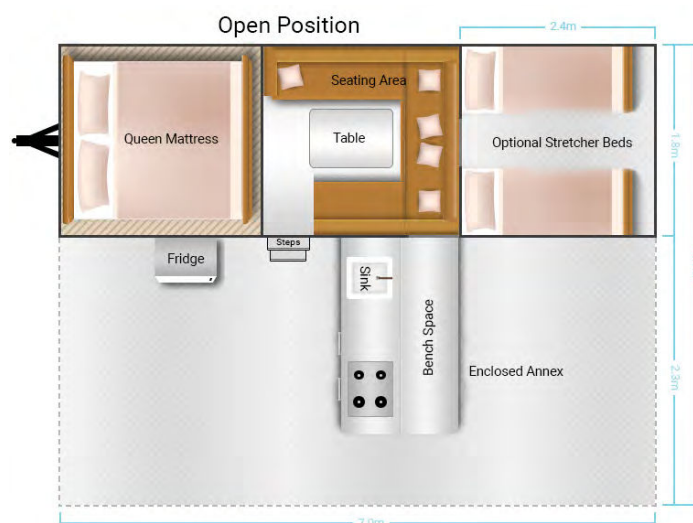 Open Position
2.4m
Seating Area
Queen Mattress
Table
Optional Stretcher Beds
1.8m
Steps
Fridge
Sink
Bench Space
Enclosed Annex
2.3m